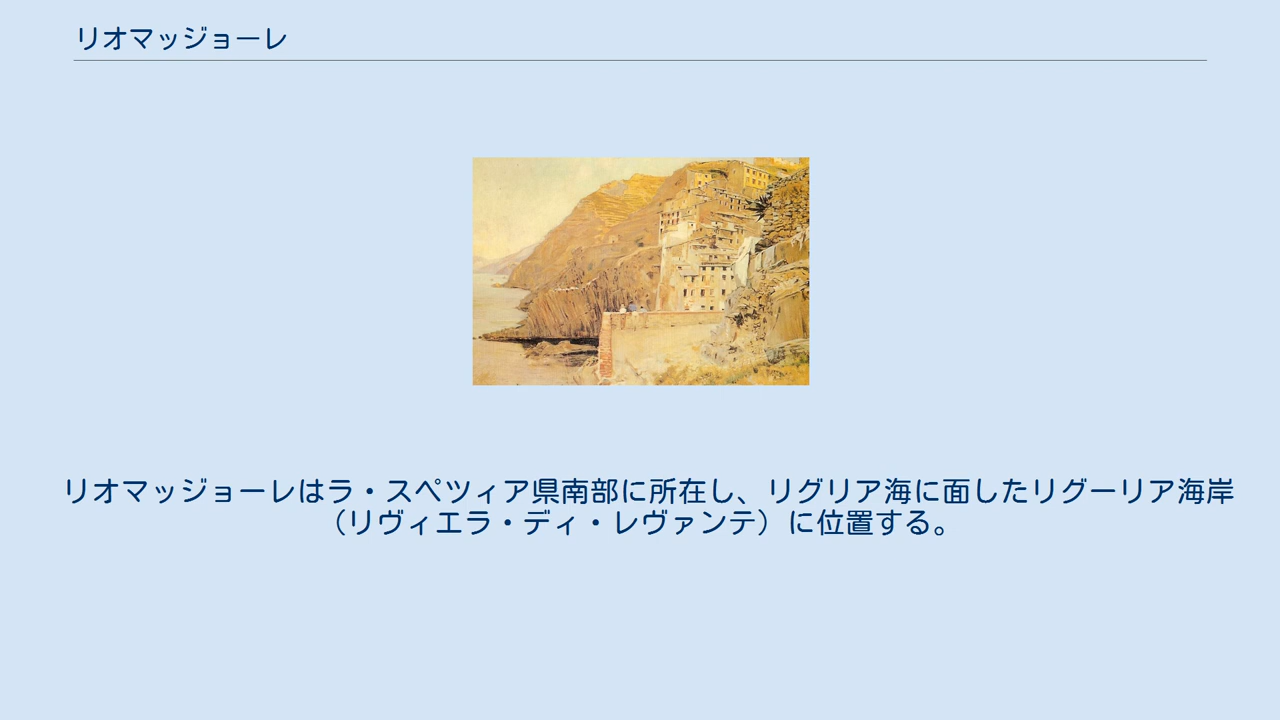 リオマッジョーレ
リオマッジョーレはラ・スペツィア県南部に所在し、リグリア海に面したリグーリア海岸
（リヴィエラ・ディ・レヴァンテ）に位置する。